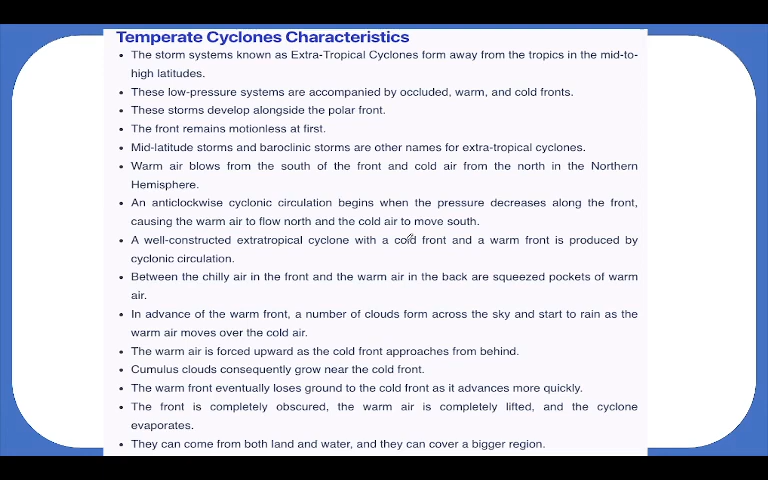 Temperate Cyclones Characteristics
• The storm systems known as Extra-Tropical Cyclones form away from the tropics in the mid-to-
high latitudes.
• These low-pressure systems are accompanied by occluded, warm, and cold fronts.
• These storms develop alongside the polar front.
• The front remains motionless at first.
• Mid-latitude storms and baroclinic storms are other names for extra-tropical cyclones.
• Warm air blows from the south of the front and cold air from the north in the Northern
Hemisphere.
• An anticlockwise cyclonic circulation begins when the pressure decreases along the front,
causing the warm air to flow north and the cold air to move south.
• A well-constructed extratropical cyclone with a cold front and a warm front is produced by
cyclonic circulation.
• Between the chilly air in the front and the warm air in the back are squeezed pockets of warm
air.
• In advance of the warm front, a number of clouds form across the sky and start to rain as the
warm air moves over the cold air.
• The warm air is forced upward as the cold front approaches from behind.
• Cumulus clouds consequently grow near the cold front.
• The warm front eventually loses ground to the cold front as it advances more quickly.
• The front is completely obscured, the warm air is completely lifted, and the cyclone
evaporates.
• They can come from both land and water, and they can cover a bigger region.